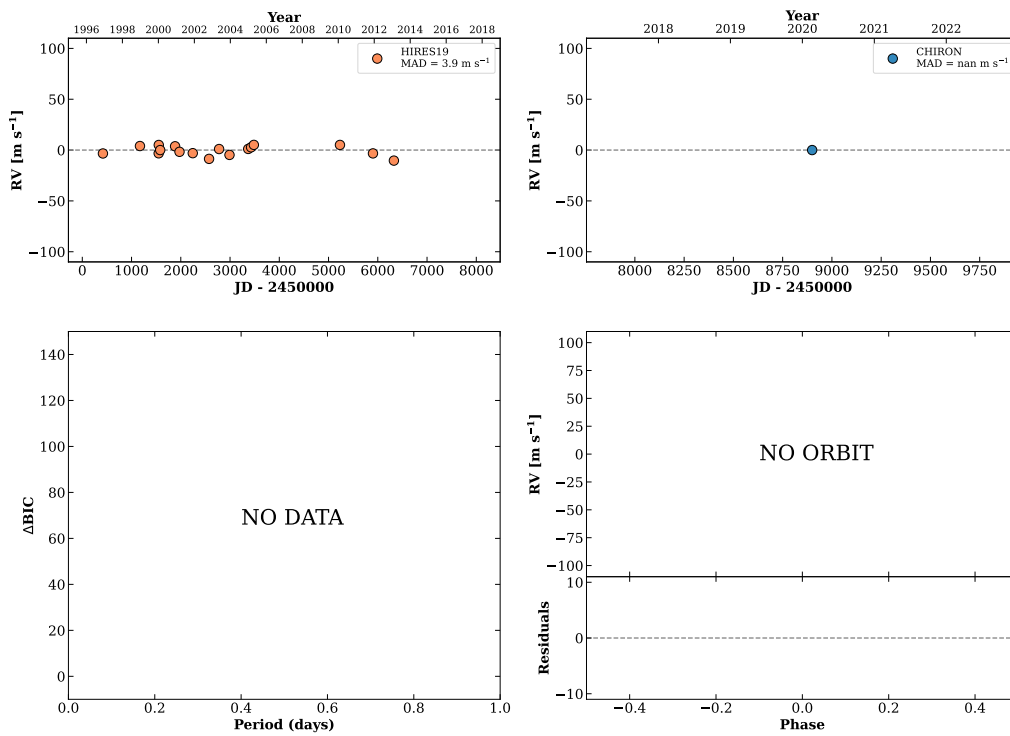 Year
1996 1998 2000 2002 2004 2006 2008 2010 2012 2014 2016 2018
HIRES19
MAD = 3.9 m s⁻¹
100
50
0
−50
−100
RV [m s⁻¹]
0 1000 2000 3000 4000 5000 6000 7000 8000
JD - 2450000
Year
2018 2019 2020 2021 2022
CHIRON
MAD = nan m s⁻¹
100
50
0
−50
−100
RV [m s⁻¹]
8000 8250 8500 8750 9000 9250 9500 9750
JD - 2450000
140
120
100
80
60
40
20
0
ΔBIC
NO DATA
0.0 0.2 0.4 0.6 0.8 1.0
Period (days)
100
75
50
25
0
−25
−50
−75
−100
RV [m s⁻¹]
NO ORBIT
10
0
−10
Residuals
−0.4 −0.2 0.0 0.2 0.4
Phase